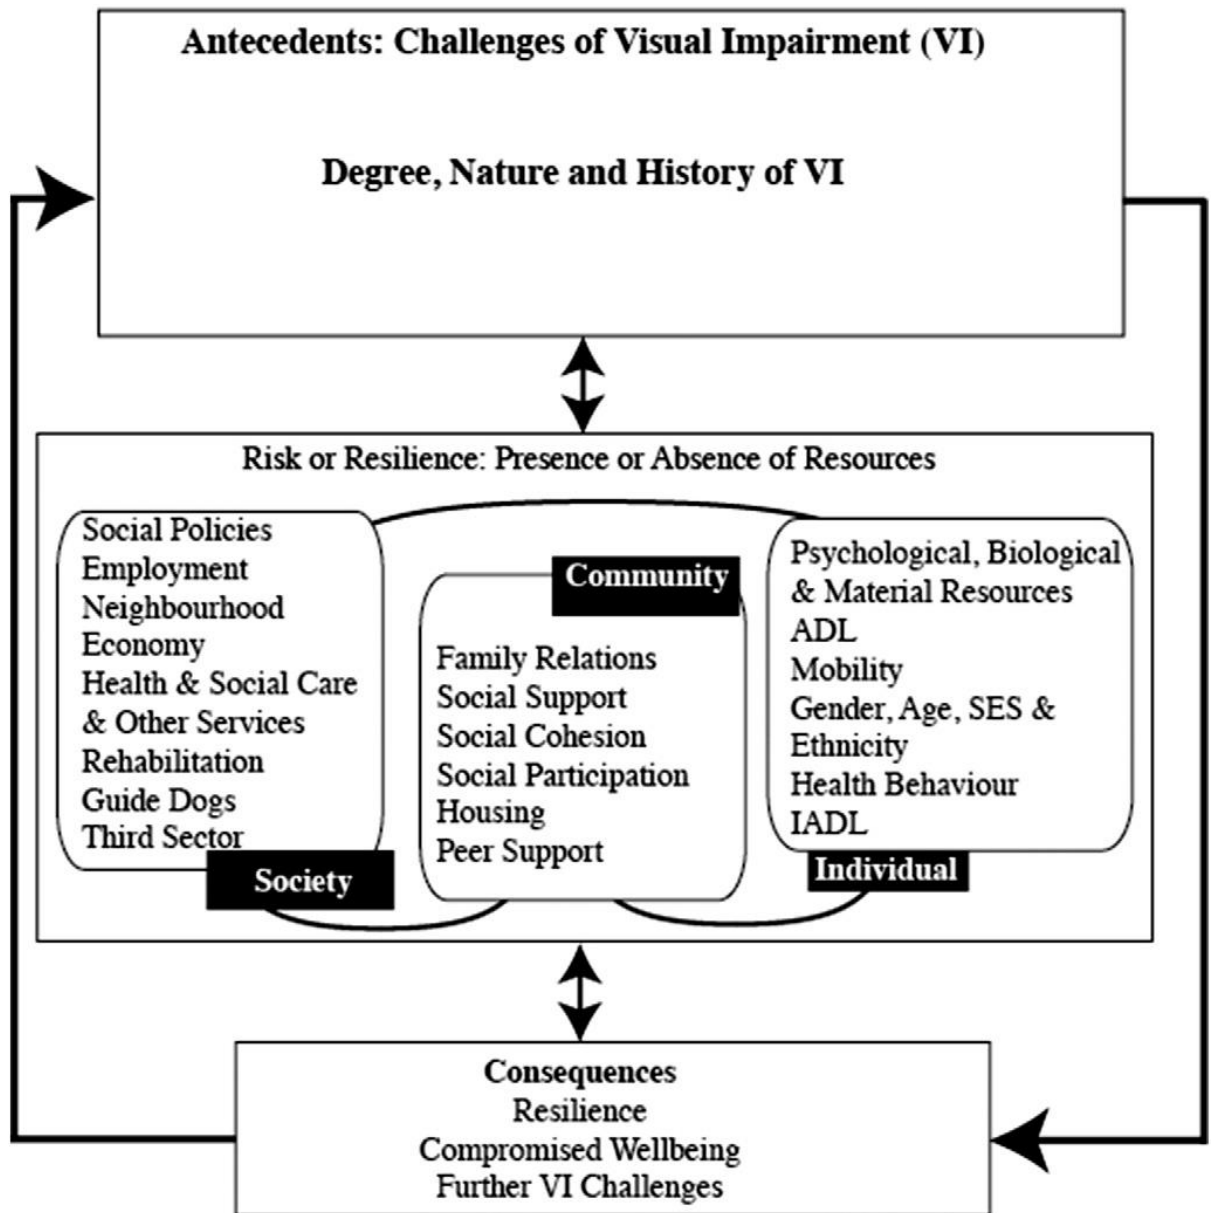 Antecedents: Challenges of Visual Impairment (VI)
Degree, Nature and History of VI
Risk or Resilience: Presence or Absence of Resources
Social Policies
Employment
Neighbourhood
Economy
Health & Social Care
& Other Services
Rehabilitation
Guide Dogs
Third Sector
Society
Community
Family Relations
Social Support
Social Cohesion
Social Participation
Housing
Peer Support
Psychological, Biological
& Material Resources
ADL
Mobility
Gender, Age, SES &
Ethnicity
Health Behaviour
IADL
Individual
Consequences
Resilience
Compromised Wellbeing
Further VI Challenges